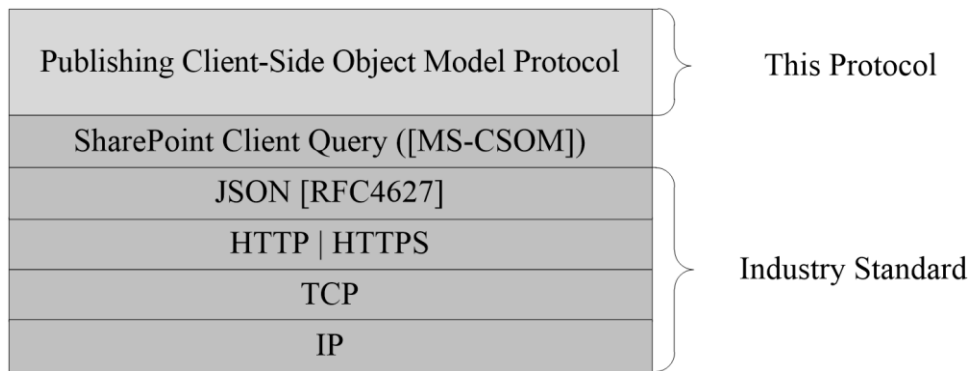 Publishing Client-Side Object Model Protocol
This Protocol
SharePoint Client Query ([MS-CSOM])
JSON [RFC4627]
HTTP | HTTPS
Industry Standard
TCP
IP